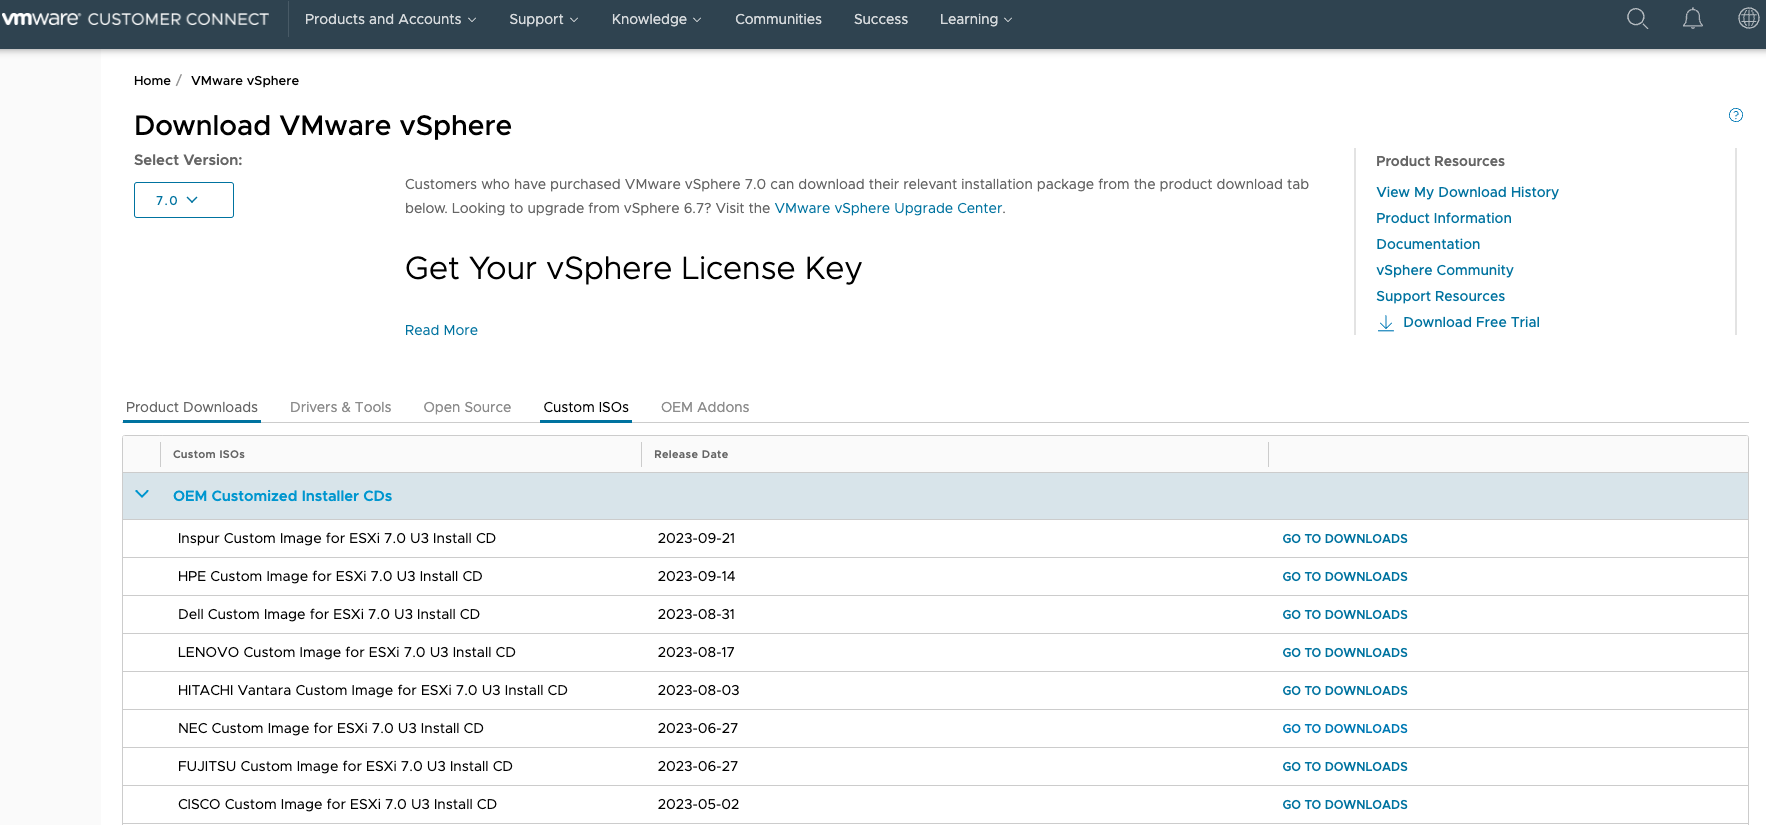 vmware® CUSTOMER CONNECT Products and Accounts Support Knowledge Communities Success Learning
Home / VMware vSphere
Download VMware vSphere
Select Version:
7.0
Customers who have purchased VMware vSphere 7.0 can download their relevant installation package from the product download tab
below. Looking to upgrade from vSphere 6.7? Visit the VMware vSphere Upgrade Center.
Get Your vSphere License Key
Read More
Product Resources
View My Download History
Product Information
Documentation
vSphere Community
Support Resources
Download Free Trial
Product Downloads Drivers & Tools Open Source Custom ISOs OEM Addons
Custom ISOs Release Date
OEM Customized Installer CDs
Inspur Custom Image for ESXi 7.0 U3 Install CD 2023-09-21 GO TO DOWNLOADS
HPE Custom Image for ESXi 7.0 U3 Install CD 2023-09-14 GO TO DOWNLOADS
Dell Custom Image for ESXi 7.0 U3 Install CD 2023-08-31 GO TO DOWNLOADS
LENOVO Custom Image for ESXi 7.0 U3 Install CD 2023-08-17 GO TO DOWNLOADS
HITACHI Vantara Custom Image for ESXi 7.0 U3 Install CD 2023-08-03 GO TO DOWNLOADS
NEC Custom Image for ESXi 7.0 U3 Install CD 2023-06-27 GO TO DOWNLOADS
FUJITSU Custom Image for ESXi 7.0 U3 Install CD 2023-06-27 GO TO DOWNLOADS
CISCO Custom Image for ESXi 7.0 U3 Install CD 2023-05-02 GO TO DOWNLOADS